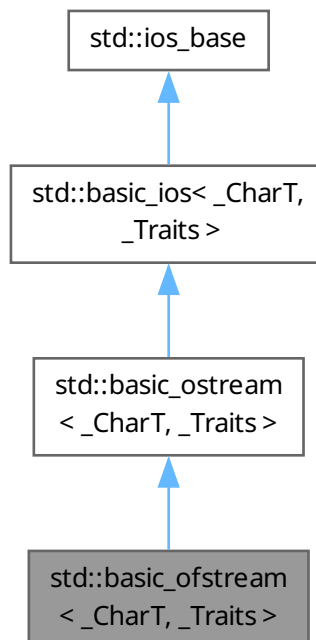 std::ios_base
std::basic_ios< _CharT,
_Traits >
std::basic_ostream
< _CharT, _Traits >
std::basic_ofstream
< _CharT, _Traits >